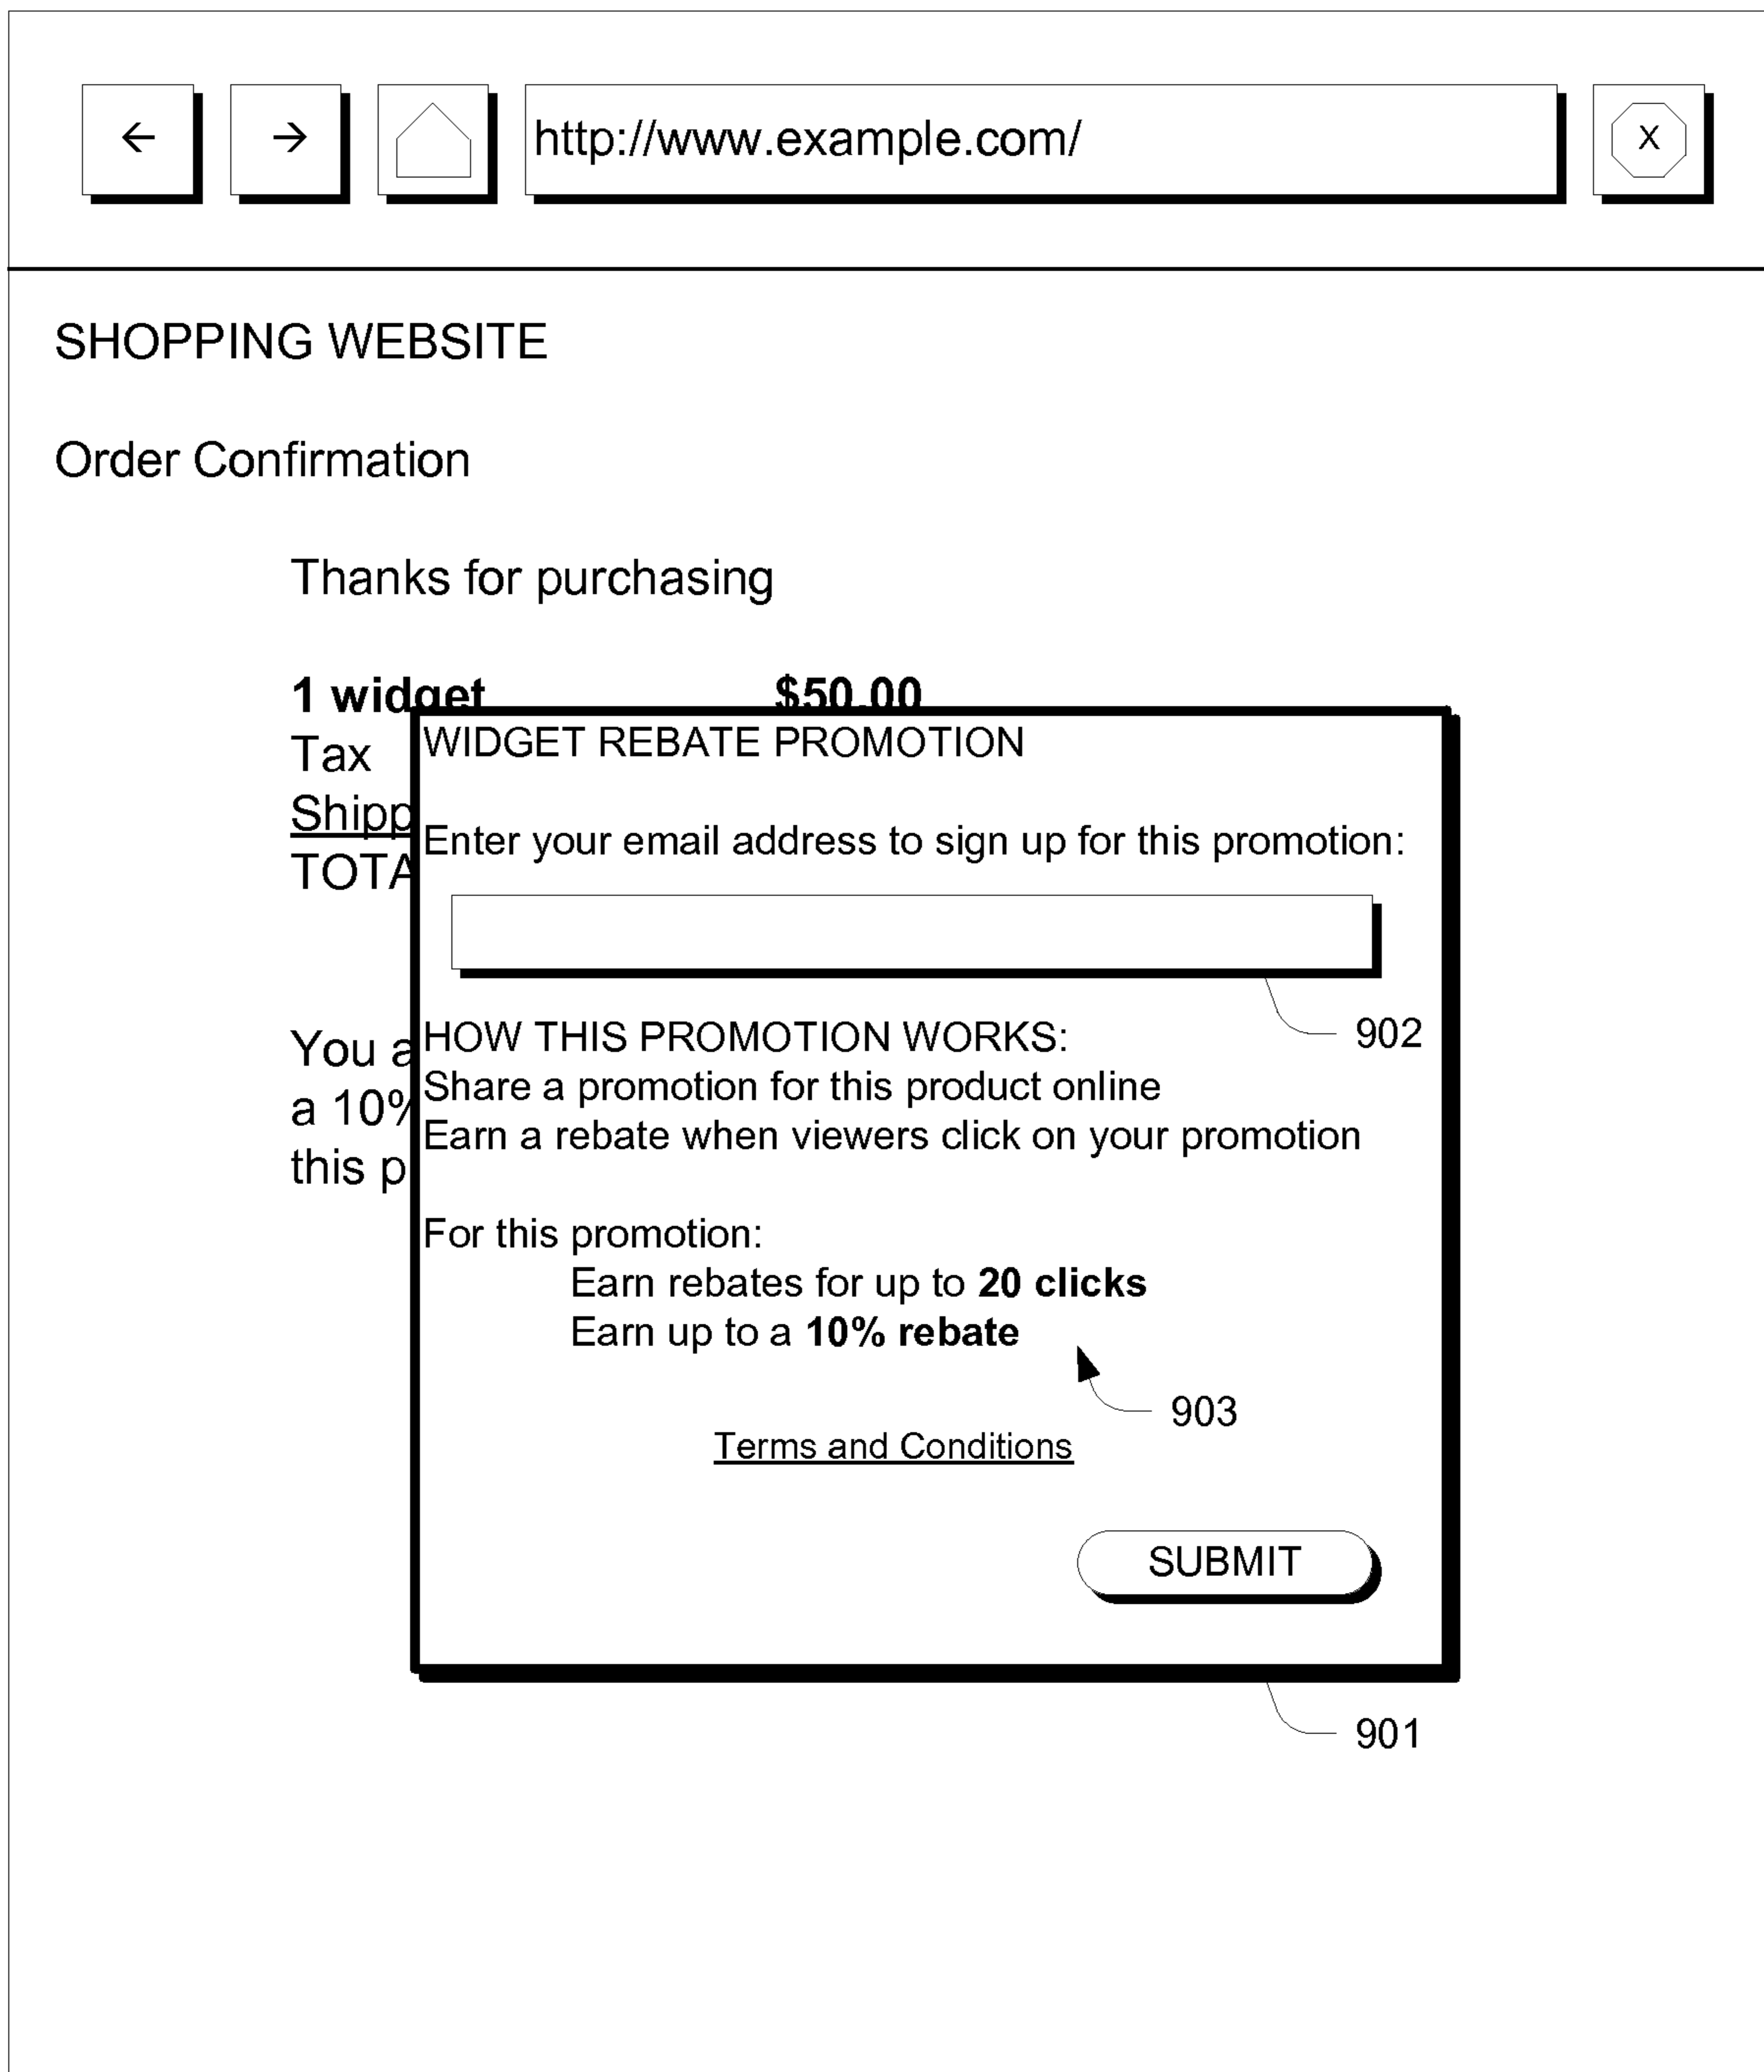 ← → http://www.example.com/ X
SHOPPING WEBSITE
Order Confirmation
Thanks for purchasing
1 widget $50.00
Tax
Shipp
TOTA
WIDGET REBATE PROMOTION
Enter your email address to sign up for this promotion:
902
You a
a 10%
this p
HOW THIS PROMOTION WORKS:
Share a promotion for this product online
Earn a rebate when viewers click on your promotion
For this promotion:
Earn rebates for up to 20 clicks
Earn up to a 10% rebate
903
Terms and Conditions
SUBMIT
901